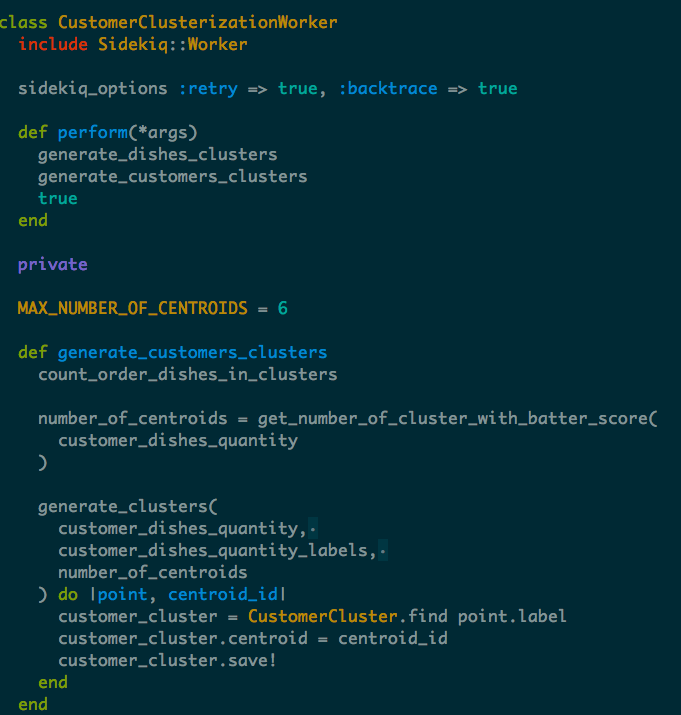 class CustomerClusterizationWorker
  include Sidekiq::Worker

  sidekiq_options :retry => true, :backtrace => true

  def perform(*args)
    generate_dishes_clusters
    generate_customers_clusters
    true
  end

  private

  MAX_NUMBER_OF_CENTROIDS = 6

  def generate_customers_clusters
    count_order_dishes_in_clusters

    number_of_centroids = get_number_of_cluster_with_batter_score(
      customer_dishes_quantity
    )

    generate_clusters(
      customer_dishes_quantity,·
      customer_dishes_quantity_labels,·
      number_of_centroids
    ) do |point, centroid_id|
      customer_cluster = CustomerCluster.find point.label
      customer_cluster.centroid = centroid_id
      customer_cluster.save!
    end
  end